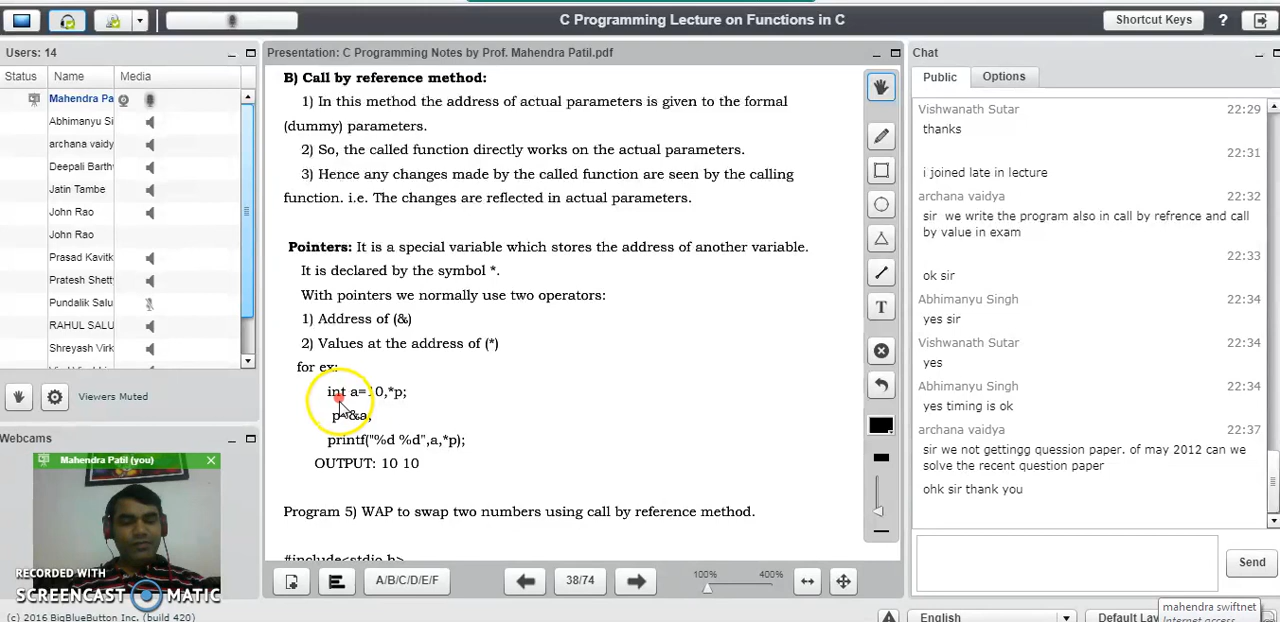 C Programming Lecture on Functions in C
Shortcut Keys
?
Users: 14
Status Name Media
Mahendra Pa
Abhimanyu Si
archana vaidy
Deepali Barth
Jatin Tambe
John Rao
John Rao
Prasad Kavitk
Pratesh Shett
Pundalik Salu
RAHUL SALU
Shreyash Virk
Viewers Muted
Webcams
Mahendra Patil (you)
RECORDED WITH
SCREENCAST MATIC
(c) 2016 BigBlueButton Inc. (build 420)
Presentation: C Programming Notes by Prof. Mahendra Patil.pdf
B) Call by reference method:
1) In this method the address of actual parameters is given to the formal
(dummy) parameters.
2) So, the called function directly works on the actual parameters.
3) Hence any changes made by the called function are seen by the calling
function. i.e. The changes are reflected in actual parameters.
Pointers: It is a special variable which stores the address of another variable.
It is declared by the symbol *.
With pointers we normally use two operators:
1) Address of (&)
2) Values at the address of (*)
for ex:
int a=10,*p;
p=&a;
printf("%d %d",a,*p);
OUTPUT: 10 10
Program 5) WAP to swap two numbers using call by reference method.
#include<stdio.h>
T
A/B/C/D/E/F
38/74
100% 400%
Chat
Public Options
Vishwanath Sutar 22:29
thanks
22:31
i joined late in lecture
archana vaidya 22:32
sir we write the program also in call by refrence and call
by value in exam
22:33
ok sir
Abhimanyu Singh 22:34
yes sir
Vishwanath Sutar 22:34
yes
Abhimanyu Singh 22:34
yes timing is ok
archana vaidya 22:37
sir we not gettingg quession paper. of may 2012 can we
solve the recent question paper
ohk sir thank you
Send
English
Default Lay
mahendra swiftnet
Internet access